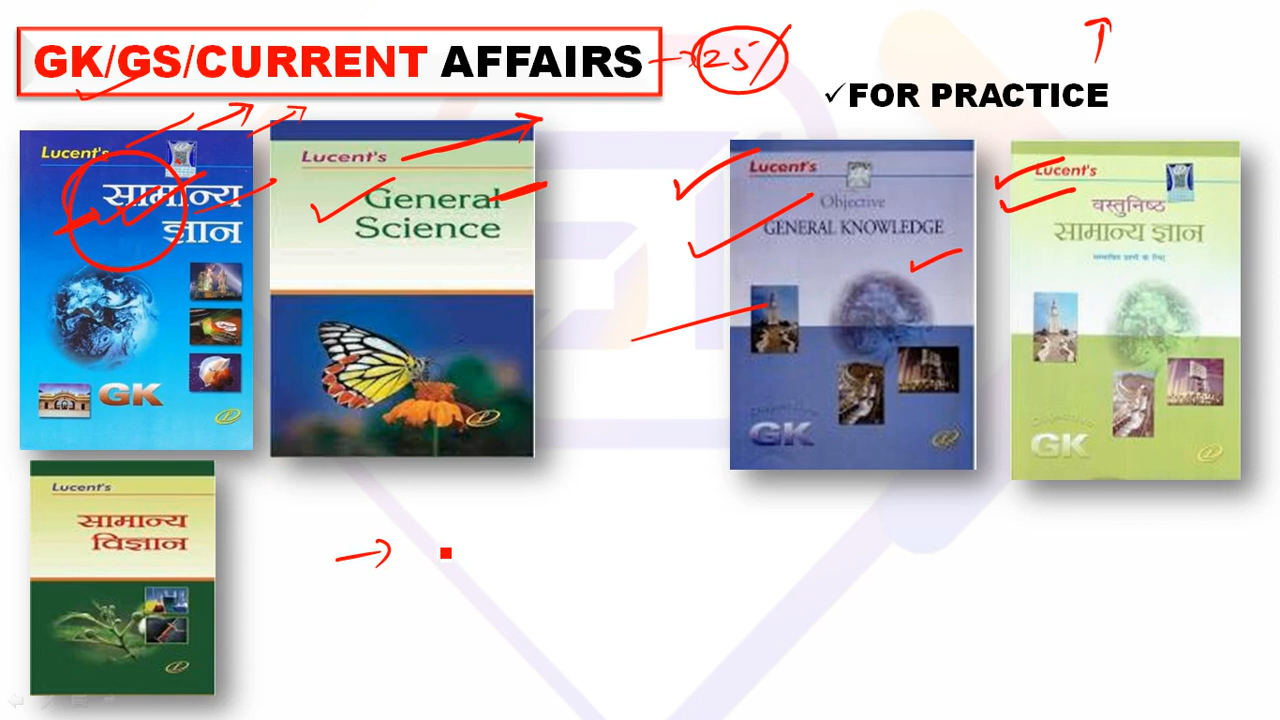 GK/GS/CURRENT AFFAIRS
25
FOR PRACTICE
Lucent's
सामान्य
ज्ञान
GK
Lucent's
General
Science
Lucent's
Objective
GENERAL KNOWLEDGE
GK
Lucent's
वस्तुनिष्ठ
सामान्य ज्ञान
GK
Lucent's
सामान्य
विज्ञान